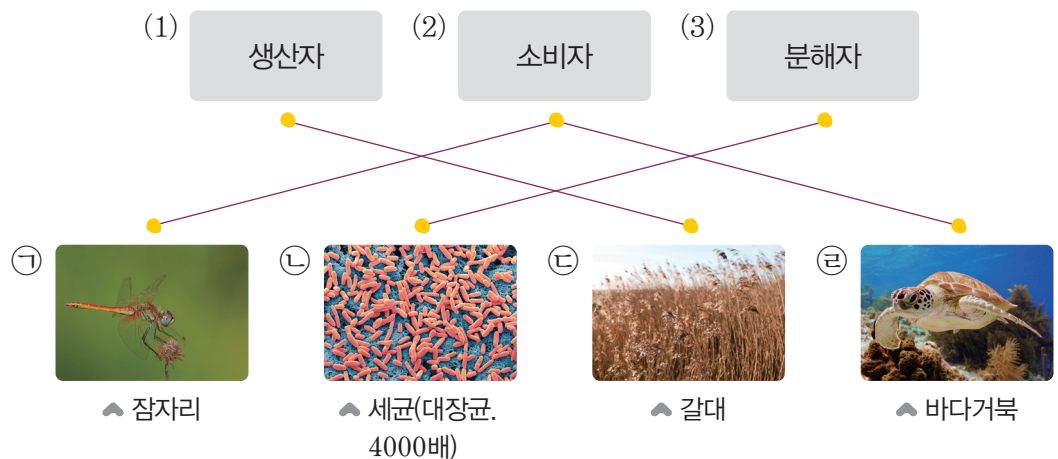 (1) 생산자
(2) 소비자
(3) 분해자
㉠
㉡
㉢
㉣
잠자리
세균(대장균.
4000배)
갈대
바다거북